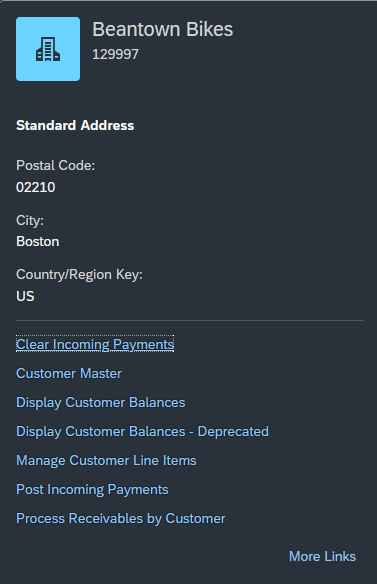 Beantown Bikes
129997
Standard Address
Postal Code:
02210
City:
Boston
Country/Region Key:
US
Clear Incoming Payments
Customer Master
Display Customer Balances
Display Customer Balances - Deprecated
Manage Customer Line Items
Post Incoming Payments
Process Receivables by Customer
More Links